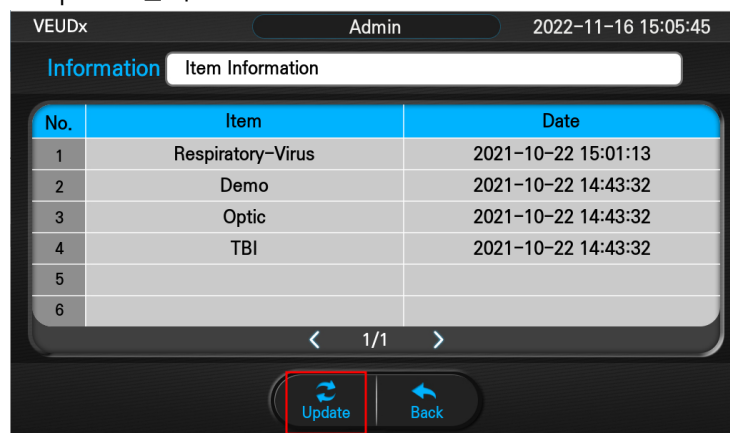 VEUDx Admin 2022-11-16 15:05:45
Information Item Information
No. Item Date
1 Respiratory-Virus 2021-10-22 15:01:13
2 Demo 2021-10-22 14:43:32
3 Optic 2021-10-22 14:43:32
4 TBI 2021-10-22 14:43:32
5
6
< 1/1 >
Update Back